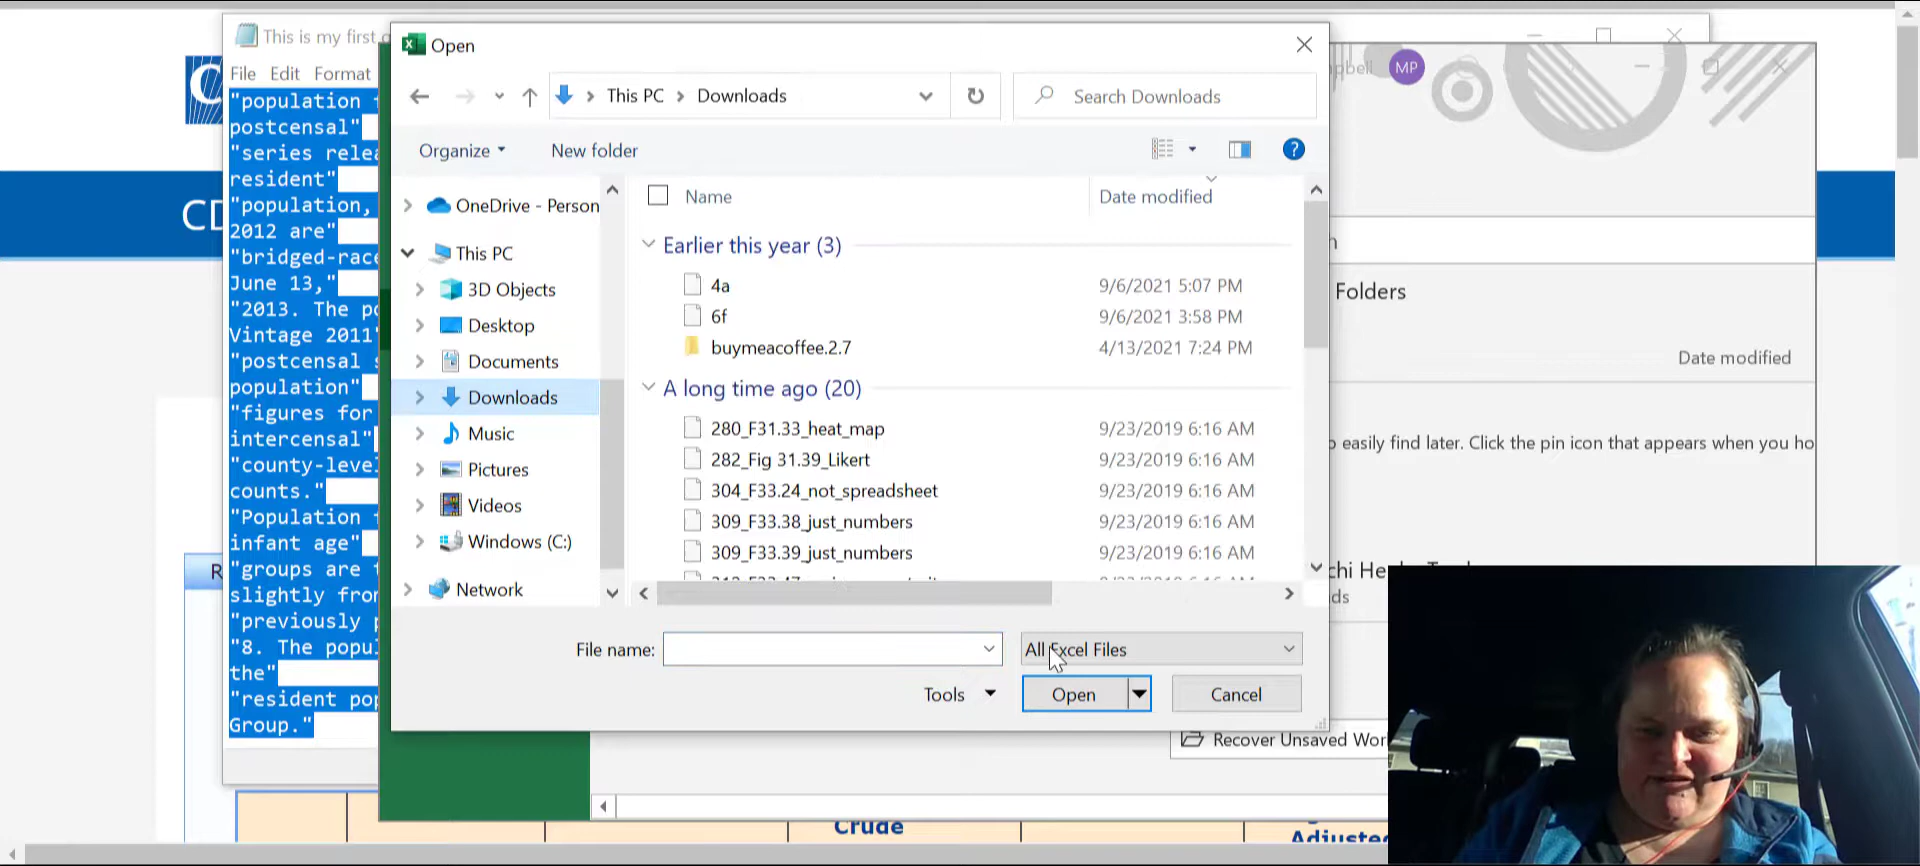 This is my first
File Edit Format
"population
postcensal"
"series
resident"
"population,
2012 are"
"bridged-race
June 13,"
"2013. The
Vintage 2011
"postcensal
population"
"figures for
intercensal"
"county-level
counts."
"Population
infant age"
"groups are
slightly from
"previously
"8. The
the"
"resident
Group."
Open
This PC > Downloads
Search Downloads
Organize New folder
?
OneDrive - Person
This PC
3D Objects
Desktop
Documents
Downloads
Music
Pictures
Videos
Windows (C:)
Network
Name Date modified
Earlier this year (3)
4a 9/6/2021 5:07 PM
6f 9/6/2021 3:58 PM
buymeacoffee.2.7 4/13/2021 7:24 PM
A long time ago (20)
280_F31.33_heat_map 9/23/2019 6:16 AM
282_Fig 31.39_Likert 9/23/2019 6:16 AM
304_F33.24_not_spreadsheet 9/23/2019 6:16 AM
309_F33.38_just_numbers 9/23/2019 6:16 AM
309_F33.39_just_numbers 9/23/2019 6:16 AM
File name: All Excel Files
Tools Open Cancel
pbell MP
Folders
Date modified
easily find later. Click the pin icon that appears when you ho
Recover Unsaved Wor
Crude
Adjusted